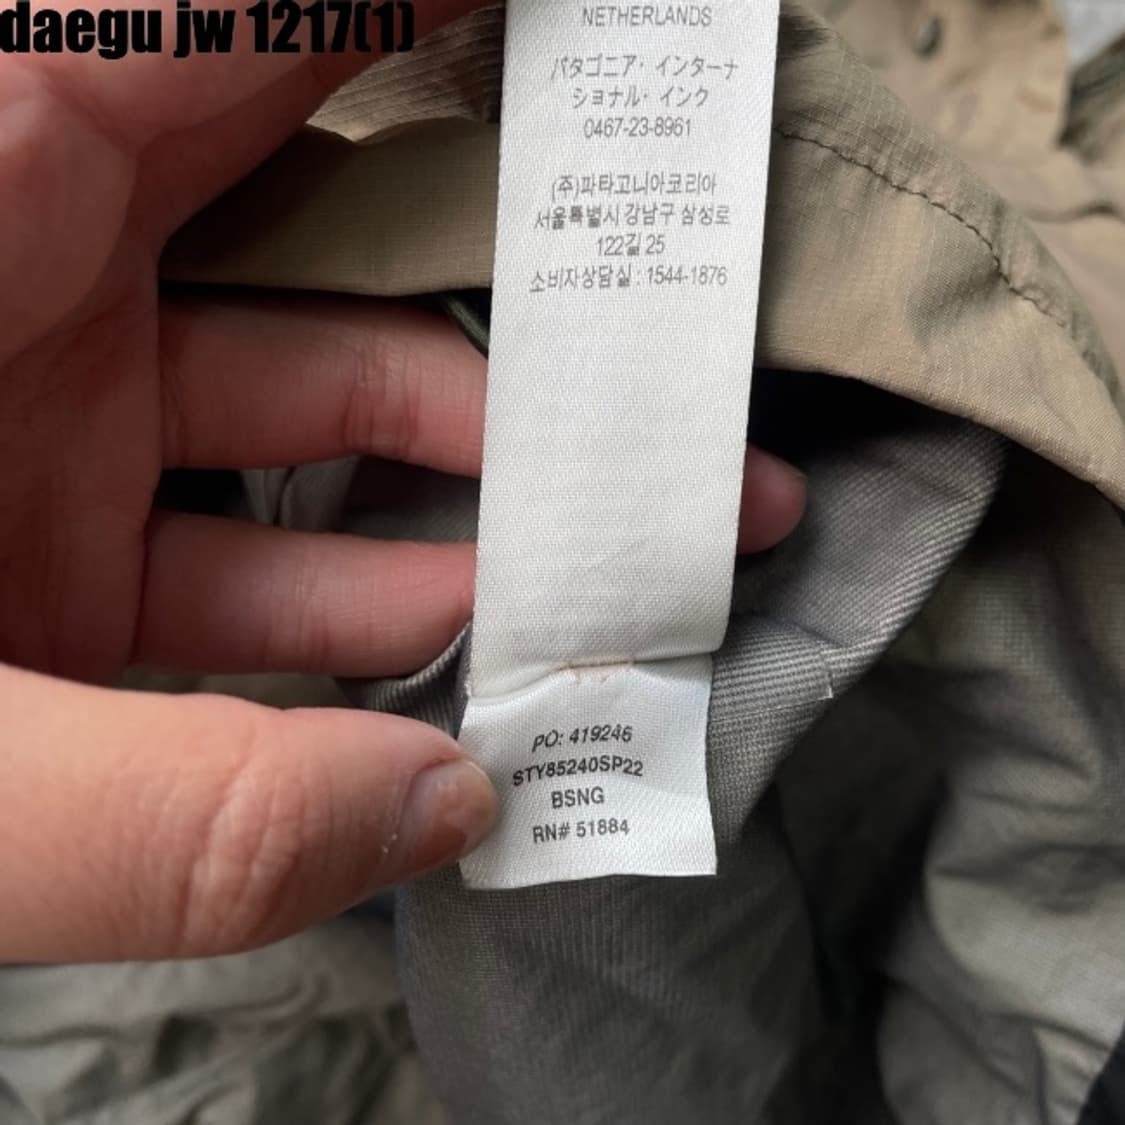 daegu jw 1217(1)
NETHERLANDS
パタゴニア・インターナ
ショナル・インク
0467-23-8961
(주)파타고니아코리아
서울특별시 강남구 삼성로
122길 25
소비자상담실 : 1544-1876
PO: 419246
STY85240SP22
BSNG
RN# 51884